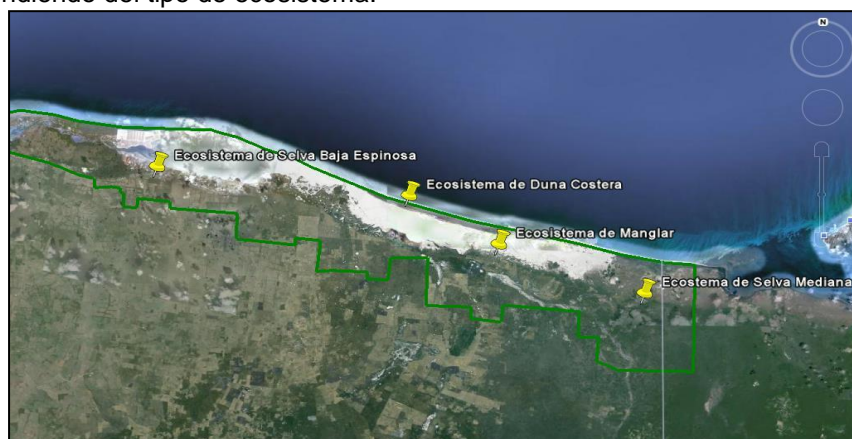 Ecosistema de Selva Baja Espinosa
Ecosistema de Duna Costera
Ecosistema de Manglar
Ecostema de Selva Mediana
N